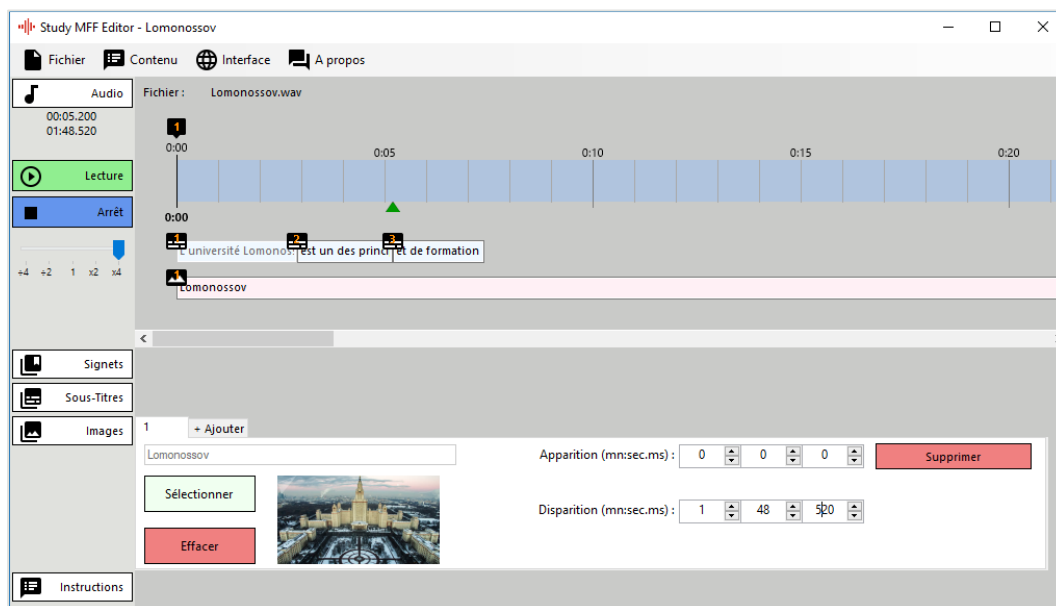 Study MFF Editor - Lomonossov
Fichier Contenu Interface A propos
Audio
Fichier : Lomonossov.wav
00:05.200
01:48.520
1
0:00 0:05 0:10 0:15 0:20
Lecture
Arrêt
0:00
1 2 3
L'université Lomonos est un des princi et de formation
÷4 ÷2 1 x2 x4
1
Lomonossov
Signets
Sous-Titres
Images
1 + Ajouter
Lomonossov
Apparition (mn:sec.ms) : 0 0 0
Supprimer
Sélectionner
Disparition (mn:sec.ms) : 1 48 520
Effacer
Instructions